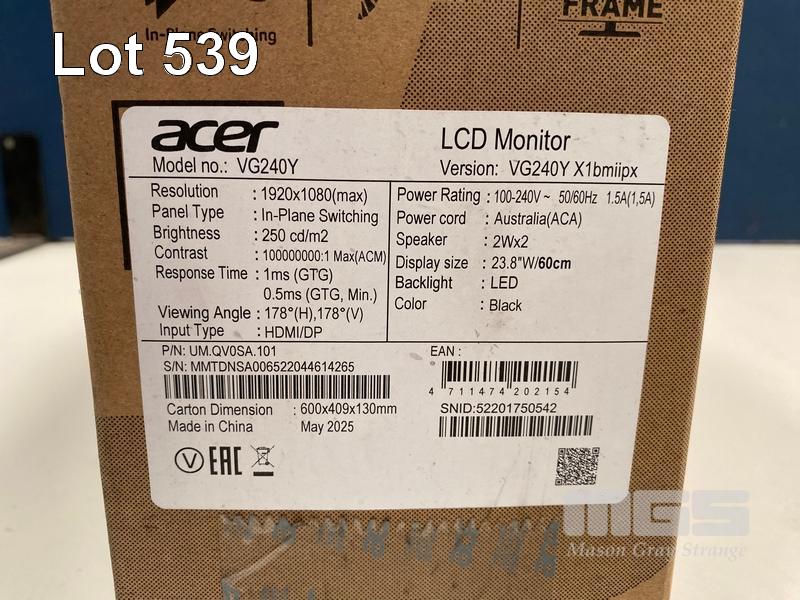 FRAME
In-Plane Switching
Lot 539
acer
LCD Monitor
Model no.: VG240Y
Version: VG240Y X1bmiipx
Resolution : 1920x1080(max)
Panel Type : In-Plane Switching
Brightness : 250 cd/m2
Contrast : 100000000:1 Max(ACM)
Response Time : 1ms (GTG)
0.5ms (GTG, Min.)
Viewing Angle : 178°(H),178°(V)
Input Type : HDMI/DP
Power Rating : 100-240V ~ 50/60Hz 1.5A(1,5A)
Power cord : Australia(ACA)
Speaker : 2Wx2
Display size : 23.8"W/60cm
Backlight : LED
Color : Black
P/N: UM.QV0SA.101
S/N: MMTDNSA006522044614265
EAN :
4 711474 202154
Carton Dimension : 600x409x130mm
Made in China May 2025
SNID:52201750542
V EAC
MGS
Mason Gray Strange